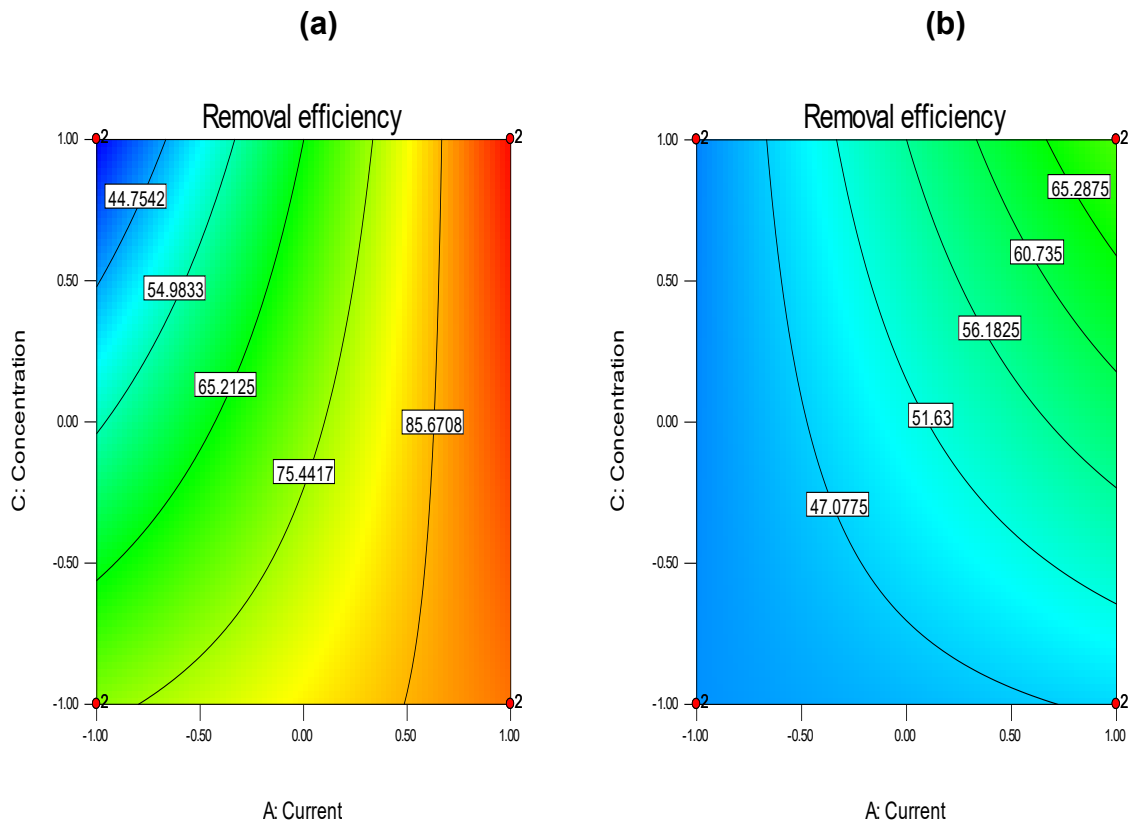 (a)
Removal efficiency
1.00
0.50
0.00
-0.50
-1.00
C: Concentration
2
2
44.7542
54.9833
65.2125
75.4417
85.6708
2
2
-1.00 -0.50 0.00 0.50 1.00
A: Current
(b)
Removal efficiency
1.00
0.50
0.00
-0.50
-1.00
C: Concentration
2
2
65.2875
60.735
56.1825
51.63
47.0775
2
2
-1.00 -0.50 0.00 0.50 1.00
A: Current